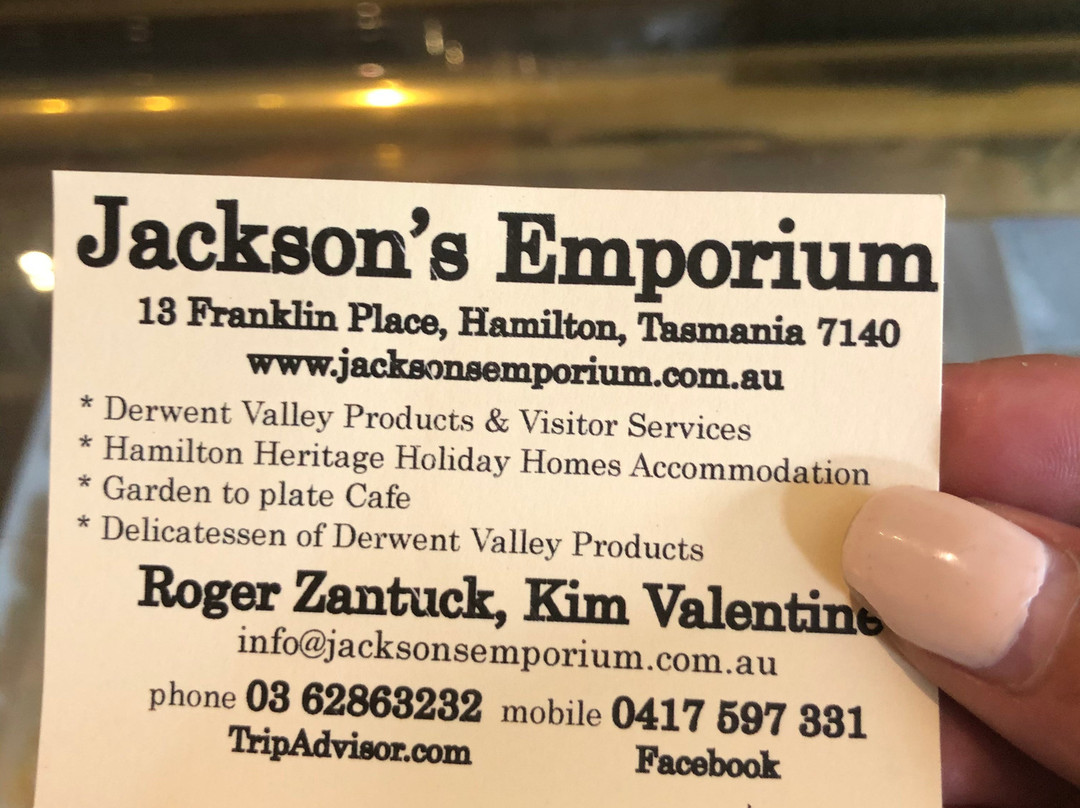 Jackson's Emporium
13 Franklin Place, Hamilton, Tasmania 7140
www.jacksonsemporium.com.au
* Derwent Valley Products & Visitor Services
* Hamilton Heritage Holiday Homes Accommodation
* Garden to plate Cafe
* Delicatessen of Derwent Valley Products
Roger Zantuck, Kim Valentine
info@jacksonsemporium.com.au
phone 03 62863232 mobile 0417 597 331
TripAdvisor.com Facebook